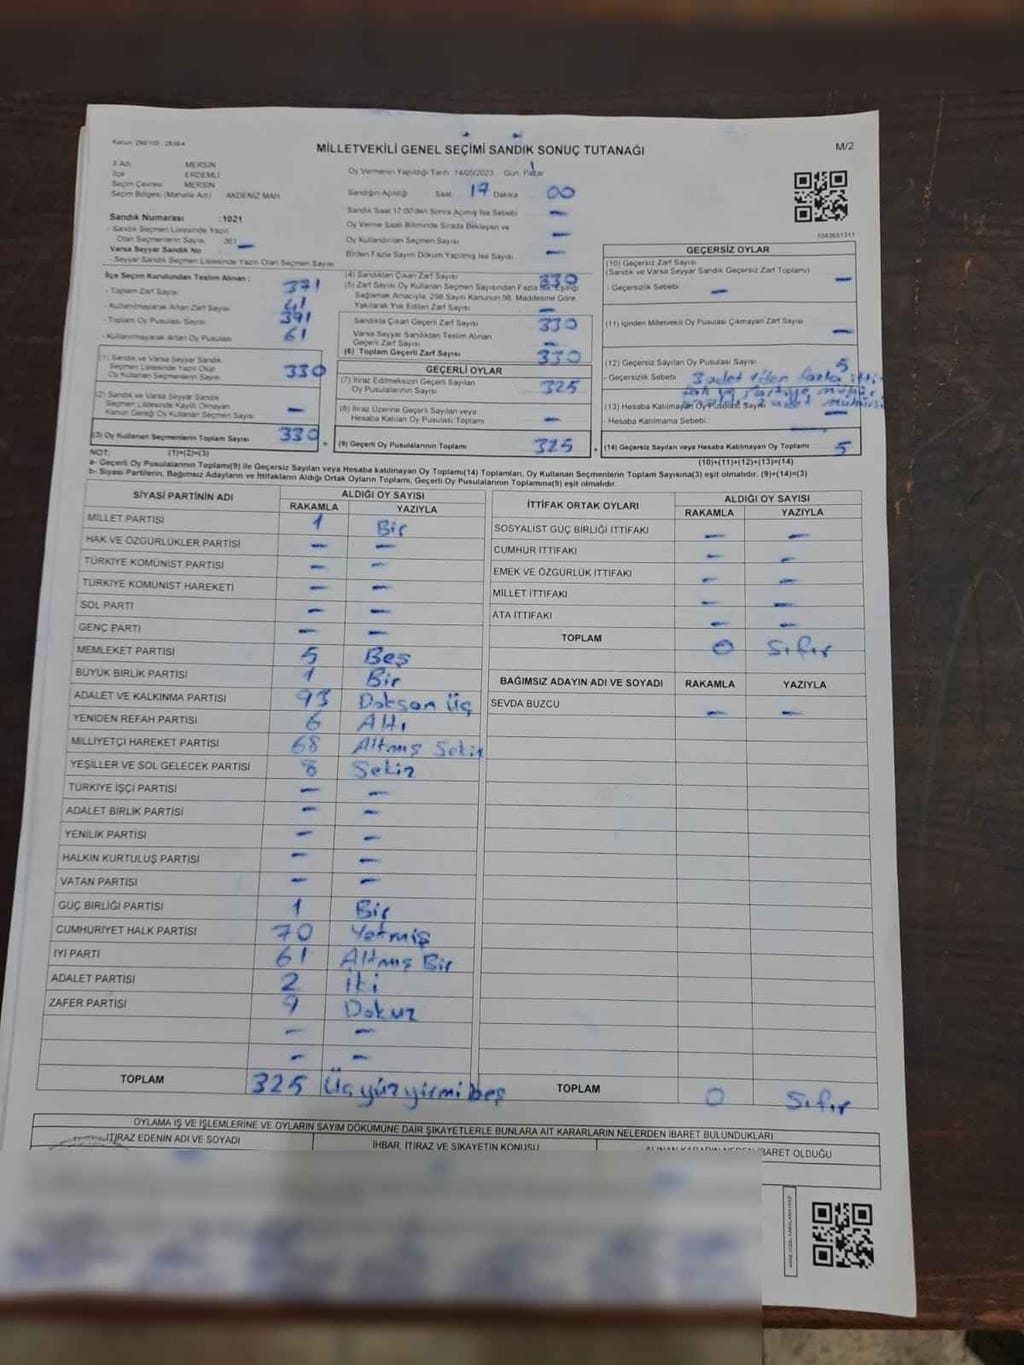 MİLLETVEKİLİ GENEL SEÇİMİ SANDIK SONUÇ TUTANAĞI
M/2
İl Adı MERSİN
İlçe ERDEMLİ
Seçim Çevresi MERSİN
Seçim Bölgesi (Mahalle Adı) AKDENİZ MAH
Oy Vermenin Yapıldığı Tarih 14/05/2023 Gün Pazar
Sandığın Açıldığı Saat 17 Dakika 00
Sandık Saat 17:00'den Sonra Açılmış İse Sebebi —
Oy Verme Saati Bitiminde Sırada Bekleyen ve
Oy Kullandırılan Seçmen Sayısı —
Birden Fazla Sayım Döküm Yapılmış İse Sayısı —
1083651311
Sandık Numarası :1021
- Sandık Seçmen Listesinde Yazılı
Olan Seçmenlerin Sayısı 361
Varsa Seyyar Sandık No —
- Seyyar Sandık Seçmen Listesinde Yazılı Olan Seçmen Sayısı
İlçe Seçim Kurulundan Teslim Alınan ;
- Toplam Zarf Sayısı 371
- Kullanılmayarak Artan Zarf Sayısı 41
- Toplam Oy Pusulası Sayısı 391
- Kullanılmayarak Artan Oy Pusulası 61
(1) Sandık ve Varsa Seyyar Sandık
Seçmen Listesinde Yazılı Olup
Oy Kullanan Seçmenlerin Sayısı 330
(2) Sandık ve Varsa Seyyar Sandık
Seçmen Listesinde Kayıtlı Olmayan
Kanun Gereği Oy Kullanan Seçmen Sayısı —
(3) Oy Kullanan Seçmenlerin Toplam Sayısı 330
(4) Sandıktan Çıkan Zarf Sayısı 330
(5) Zarf Sayısı Oy Kullanan Seçmen Sayısından Fazla İse, Eşitliği
Sağlamak Amacıyla, 298 Sayılı Kanunun 98. Maddesine Göre
Yakılarak Yok Edilen Zarf Sayısı —
Sandıkta Çıkan Geçerli Zarf Sayısı 330
Varsa Seyyar Sandıktan Teslim Alınan
Geçerli Zarf Sayısı —
(6) Toplam Geçerli Zarf Sayısı 330
GEÇERLİ OYLAR
(7) İtiraz Edilmeksizin Geçerli Sayılan
Oy Pusulalarının Sayısı 325
(8) İtiraz Üzerine Geçerli Sayılan veya
Hesaba Katılan Oy Pusulası Toplamı —
(9) Geçerli Oy Pusulalarının Toplamı 325
GEÇERSİZ OYLAR
(10) Geçersiz Zarf Sayısı
(Sandık ve Varsa Seyyar Sandık Geçersiz Zarf Toplamı) —
- Geçersizlik Sebebi —
(11) İçinden Milletvekili Oy Pusulası Çıkmayan Zarf Sayısı —
(12) Geçersiz Sayılan Oy Pusulası Sayısı 5
- Geçersizlik Sebebi 3 adet 1'den fazla
(13) Hesaba Katılmayan Oy Pusulası Sayısı —
- Hesaba Katılmama Sebebi
(14) Geçersiz Sayılan veya Hesaba Katılmayan Oy Toplamı 5
NOT: (1)+(2)=(3)
(10)+(11)+(12)+(13)=(14)
a- Geçerli Oy Pusulalarının Toplamı(9) ile Geçersiz Sayılan veya Hesaba katılmayan Oy Toplamı(14) Toplamları, Oy Kullanan Seçmenlerin Toplam Sayısına(3) eşit olmalıdır. (9)+(14)=(3)
b- Siyasi Partilerin, Bağımsız Adayların ve İttifakların Aldığı Ortak Oyların Toplamı, Geçerli Oy Pusulalarının Toplamına(9) eşit olmalıdır.
SİYASİ PARTİNİN ADI ALDIĞI OY SAYISI
RAKAMLA YAZIYLA
MİLLET PARTİSİ 1 Bir
HAK VE ÖZGÜRLÜKLER PARTİSİ — —
TÜRKİYE KOMÜNİST PARTİSİ — —
TÜRKİYE KOMÜNİST HAREKETİ — —
SOL PARTİ — —
GENÇ PARTİ — —
MEMLEKET PARTİSİ 5 Beş
BÜYÜK BİRLİK PARTİSİ 1 Bir
ADALET VE KALKINMA PARTİSİ 93 Doksan Üç
YENİDEN REFAH PARTİSİ 6 Altı
MİLLİYETÇİ HAREKET PARTİSİ 68 Altmış Sekiz
YEŞİLLER VE SOL GELECEK PARTİSİ 8 Sekiz
TÜRKİYE İŞÇİ PARTİSİ — —
ADALET BİRLİK PARTİSİ — —
YENİLİK PARTİSİ — —
HALKIN KURTULUŞ PARTİSİ — —
VATAN PARTİSİ — —
GÜÇ BİRLİĞİ PARTİSİ 1 Bir
CUMHURİYET HALK PARTİSİ 70 Yetmiş
İYİ PARTİ 61 Altmış Bir
ADALET PARTİSİ 2 İki
ZAFER PARTİSİ 9 Dokuz
— —
— —
TOPLAM 325 Üç yüz yirmi beş
İTTİFAK ORTAK OYLARI ALDIĞI OY SAYISI
RAKAMLA YAZIYLA
SOSYALİST GÜÇ BİRLİĞİ İTTİFAKI — —
CUMHUR İTTİFAKI — —
EMEK VE ÖZGÜRLÜK İTTİFAKI — —
MİLLET İTTİFAKI — —
ATA İTTİFAKI — —
TOPLAM 0 Sıfır
BAĞIMSIZ ADAYIN ADI VE SOYADI RAKAMLA YAZIYLA
SEVDA BUZCU — —
TOPLAM 0 Sıfır
OYLAMA İŞ VE İŞLEMLERİNE VE OYLARIN SAYIM DÖKÜMÜNE DAİR ŞİKAYETLERLE BUNLARA AİT KARARLARIN NELERDEN İBARET BULUNDUKLARI
İTİRAZ EDENİN ADI VE SOYADI
İHBAR, İTİRAZ VE ŞİKAYETİN KONUSU
ALINAN KARARIN NEDEN İBARET OLDUĞU